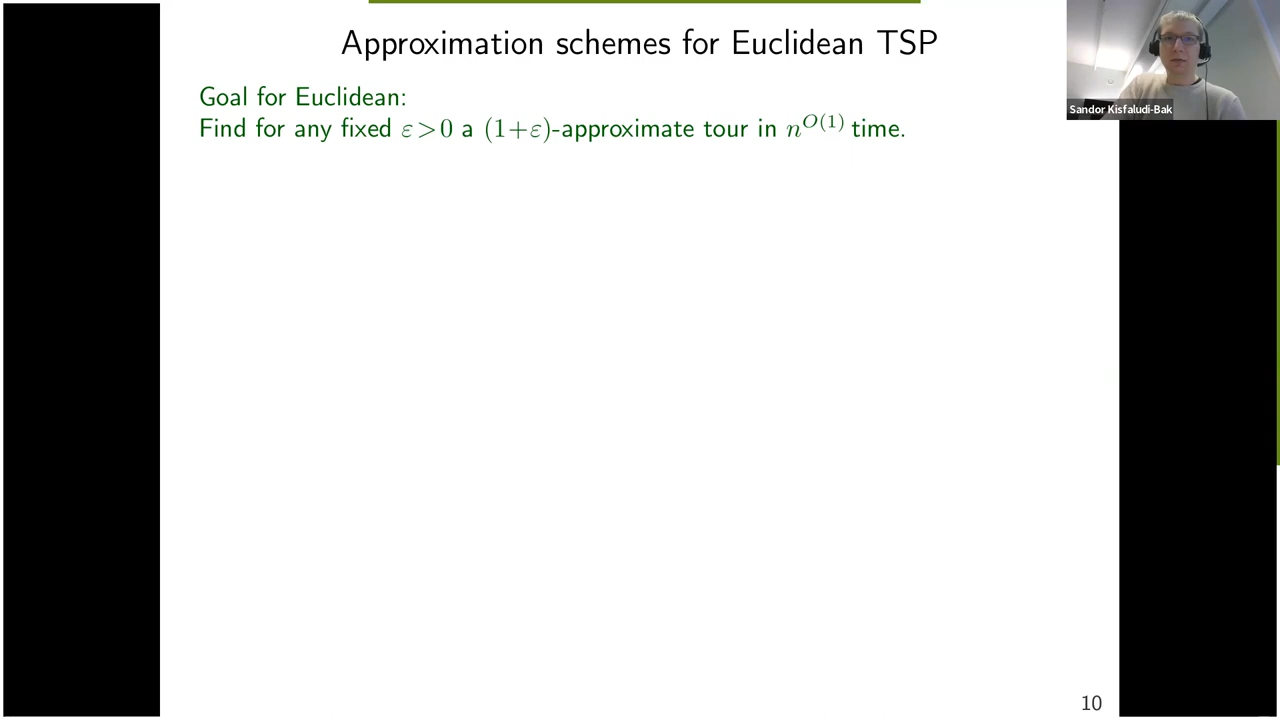 Approximation schemes for Euclidean TSP
Goal for Euclidean:
Find for any fixed ε>0 a (1+ε)-approximate tour in n^{O(1)} time.
Sandor Kisfaludi-Bak
10